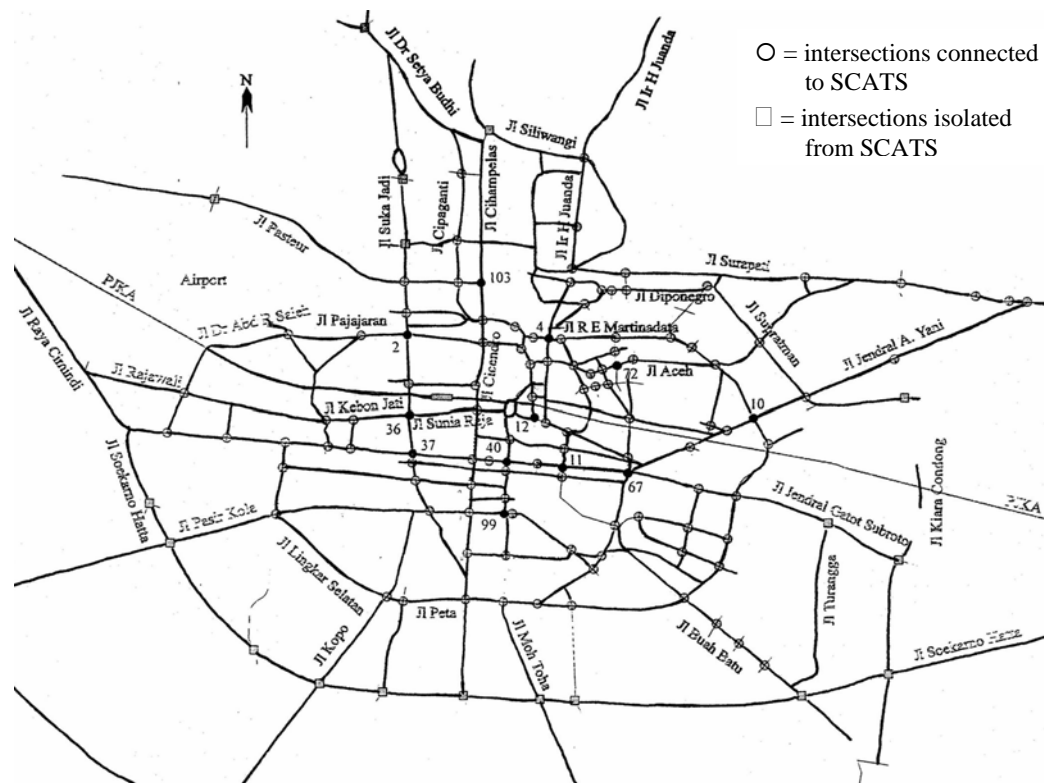 ○ = intersections connected
to SCATS
□ = intersections isolated
from SCATS
N
Jl Dr Setya Budhi
Jl Ir H Juanda
Jl Siliwangi
Jl Suka Jadi
Jl Cipaganti
Jl Cihampelas
Jl Ir H Juanda
Jl Pasteur
Airport
PJKA
103
Jl Surapati
Jl Diponegro
Jl Supratman
Jl Raya Cimindi
Jl Dr Abd R Saleh
Jl Pajajaran
2
4
Jl R E Martinadata
Jl Jendral A. Yani
Jl Cicendo
72
Jl Aceh
Jl Rajawali
Jl Kebon Jati
10
36
Jl Sunia Raja
12
37
40
11
67
Jl Soekarno Hatta
Jl Pasir Kola
99
Jl Jendral Gatot Subroto
Jl Kiara Condong
PJKA
Jl Lingkar Selatan
Jl Turangga
Jl Kopo
Jl Peta
Jl Moh Toha
Jl Buah Batu
Jl Soekarno Hatta